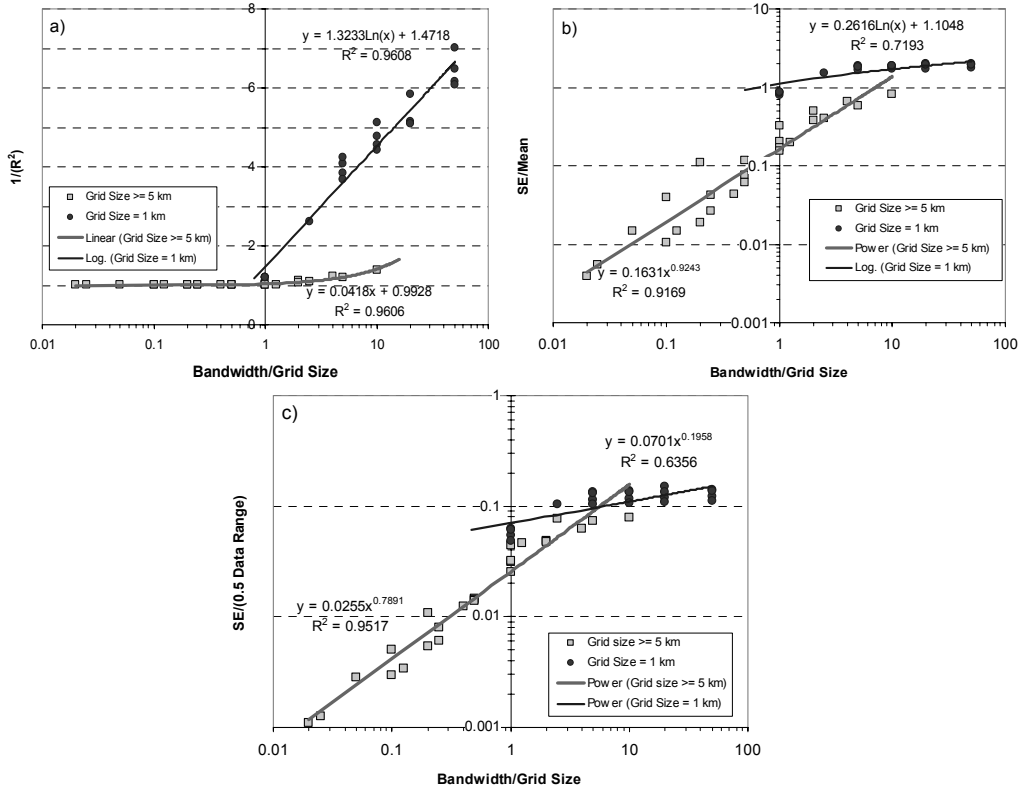 a)
y = 1.3233Ln(x) + 1.4718
R² = 0.9608
8
7
6
5
4
3
2
1
0
1/(R²)
Grid Size >= 5 km
Grid Size = 1 km
Linear (Grid Size >= 5 km)
Log. (Grid Size = 1 km)
y = 0.0418x + 0.9928
R² = 0.9606
0.01
0.1
1
10
100
Bandwidth/Grid Size
b)
y = 0.2616Ln(x) + 1.1048
R² = 0.7193
10
1
0.1
0.01
0.001
SE/Mean
Grid Size >= 5 km
Grid Size = 1 km
Power (Grid Size >= 5 km)
Log. (Grid Size = 1 km)
y = 0.1631x^0.9243
R² = 0.9169
0.01
0.1
1
10
100
Bandwidth/Grid Size
c)
y = 0.0701x^0.1958
R² = 0.6356
1
0.1
0.01
0.001
SE/(0.5 Data Range)
y = 0.0255x^0.7891
R² = 0.9517
Grid size >= 5 km
Grid Size = 1 km
Power (Grid size >= 5 km)
Power (Grid Size = 1 km)
0.01
0.1
1
10
100
Bandwidth/Grid Size